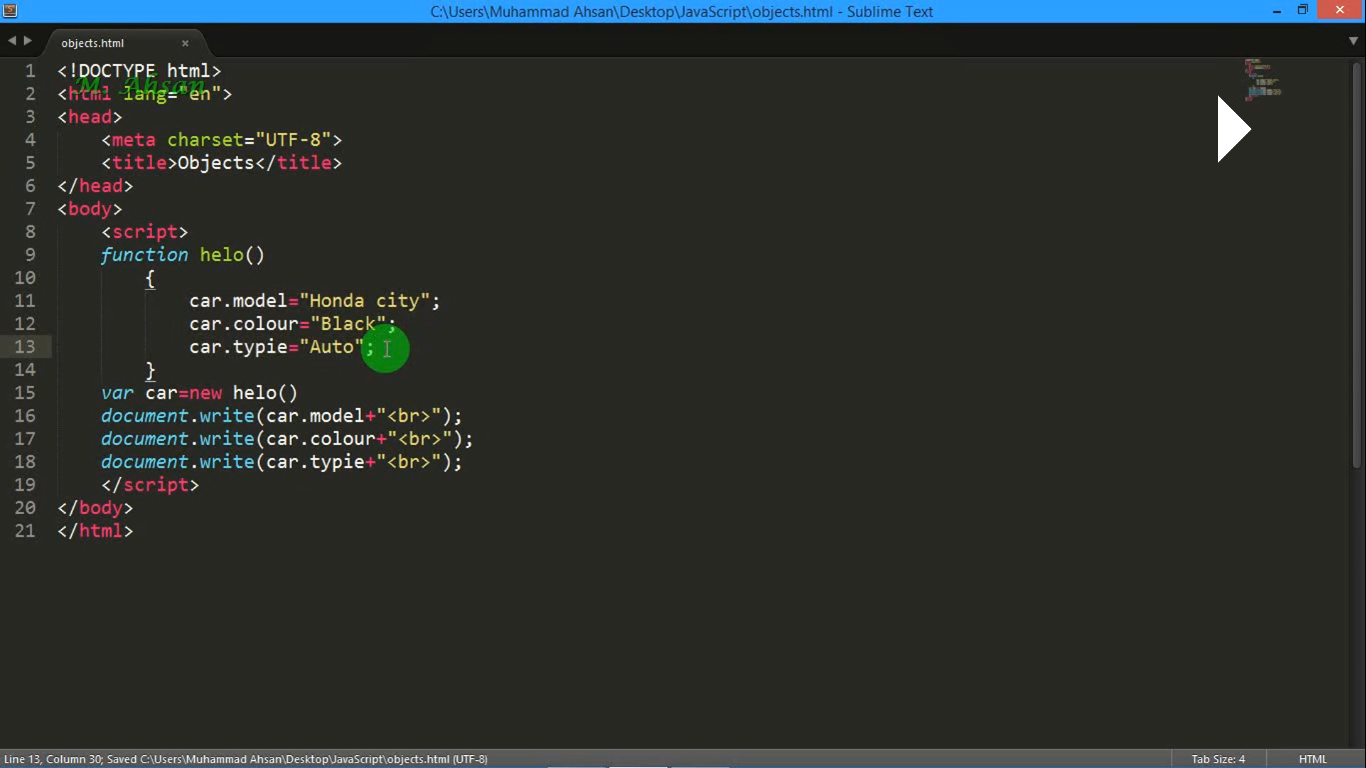 C:\Users\Muhammad Ahsan\Desktop\JavaScript\objects.html - Sublime Text
objects.html ×
M. Ahsan
1 <!DOCTYPE html>
2 <html lang="en">
3 <head>
4 <meta charset="UTF-8">
5 <title>Objects</title>
6 </head>
7 <body>
8 <script>
9 function helo()
10 {
11 car.model="Honda city";
12 car.colour="Black";
13 car.typie="Auto";
14 }
15 var car=new helo()
16 document.write(car.model+"<br>");
17 document.write(car.colour+"<br>");
18 document.write(car.typie+"<br>");
19 </script>
20 </body>
21 </html>
Line 13, Column 30; Saved C:\Users\Muhammad Ahsan\Desktop\JavaScript\objects.html (UTF-8) Tab Size: 4 HTML